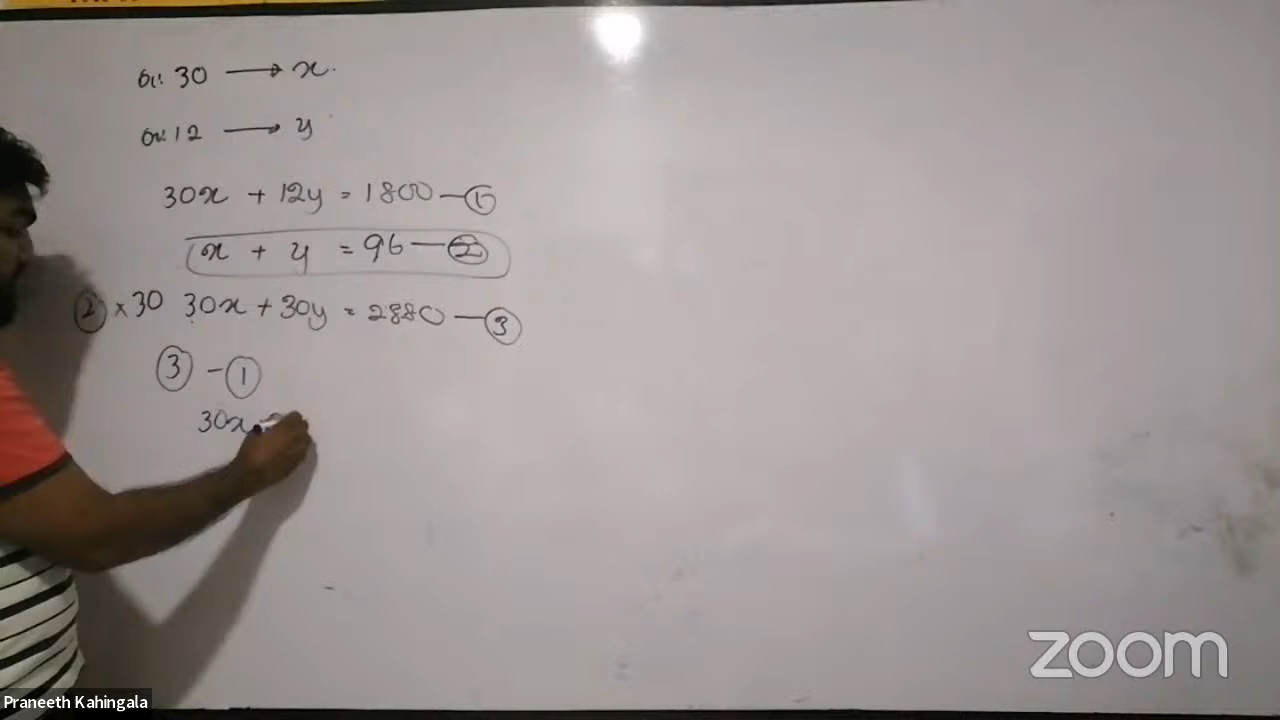 රු. 30 → x.
රු. 12 → y
30x + 12y = 1800 — ①
x + y = 96 — ②
② × 30 30x + 30y = 2880 — ③
③ - ①
30x
zoom
Praneeth Kahingala